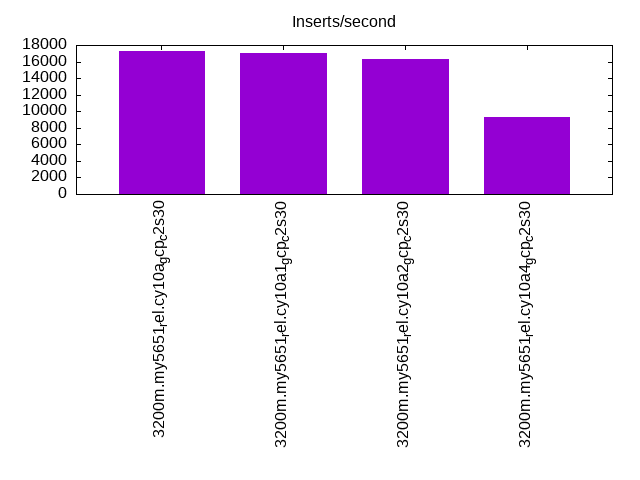 Inserts/second
18000
16000
14000
12000
10000
8000
6000
4000
2000
0
3200m.my5651rel.cy10agcpc2s30
3200m.my5651rel.cy10a1gcpc2s30
3200m.my5651rel.cy10a2gcpc2s30
3200m.my5651rel.cy10a4gcpc2s30